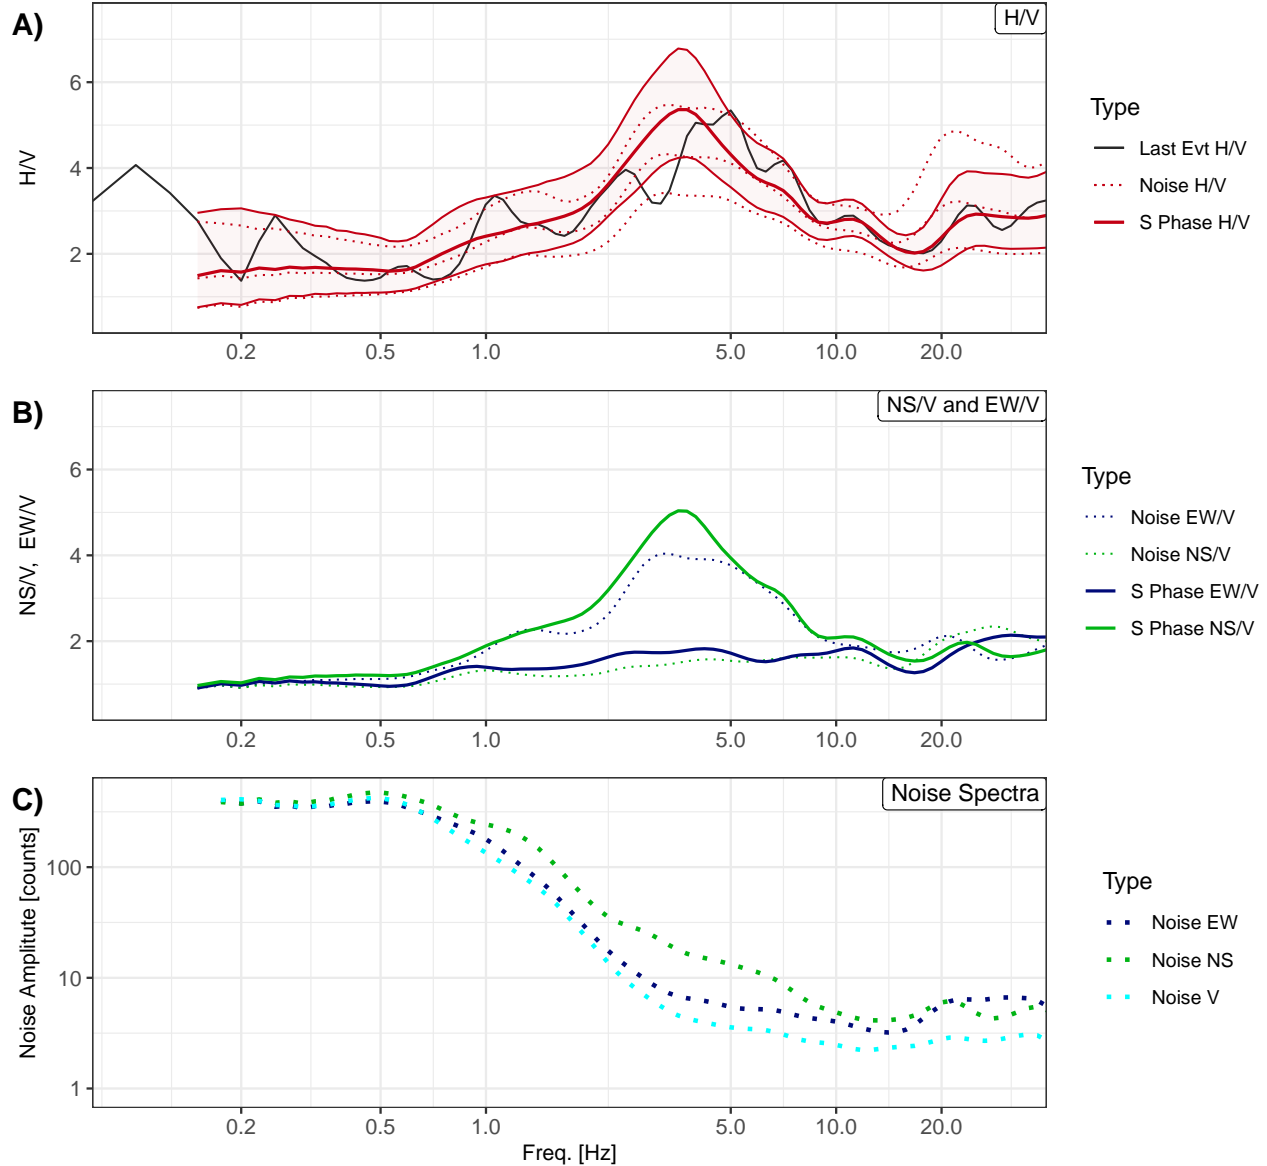 A)
H/V
H/V
6
4
2
0.2 0.5 1.0 5.0 10.0 20.0
Type
Last Evt H/V
Noise H/V
S Phase H/V
B)
NS/V and EW/V
NS/V, EW/V
6
4
2
0.2 0.5 1.0 5.0 10.0 20.0
Type
Noise EW/V
Noise NS/V
S Phase EW/V
S Phase NS/V
C)
Noise Spectra
Noise Amplitute [counts]
100
10
1
0.2 0.5 1.0 5.0 10.0 20.0
Freq. [Hz]
Type
Noise EW
Noise NS
Noise V